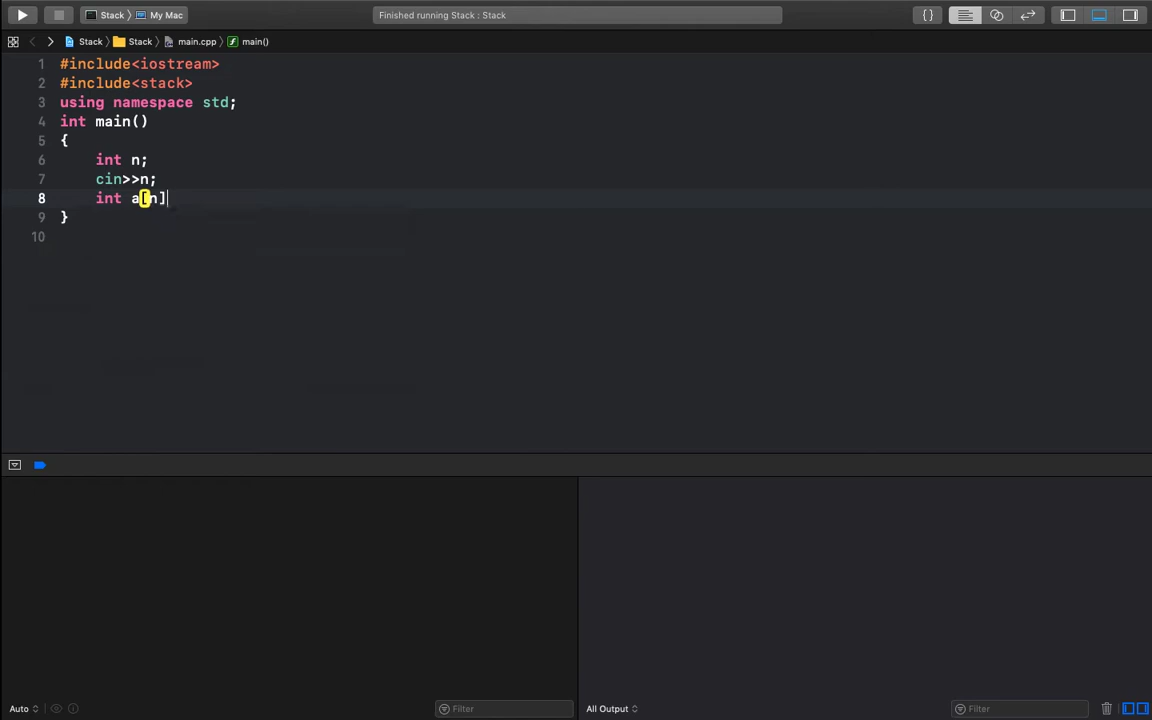 Stack 〉 My Mac
Finished running Stack : Stack
{ }
Stack 〉 Stack 〉 main.cpp 〉 f main()
1 #include<iostream>
2 #include<stack>
3 using namespace std;
4 int main()
5 {
6 int n;
7 cin>>n;
8 int a[n]
9 }
10
Auto
Filter
All Output
Filter